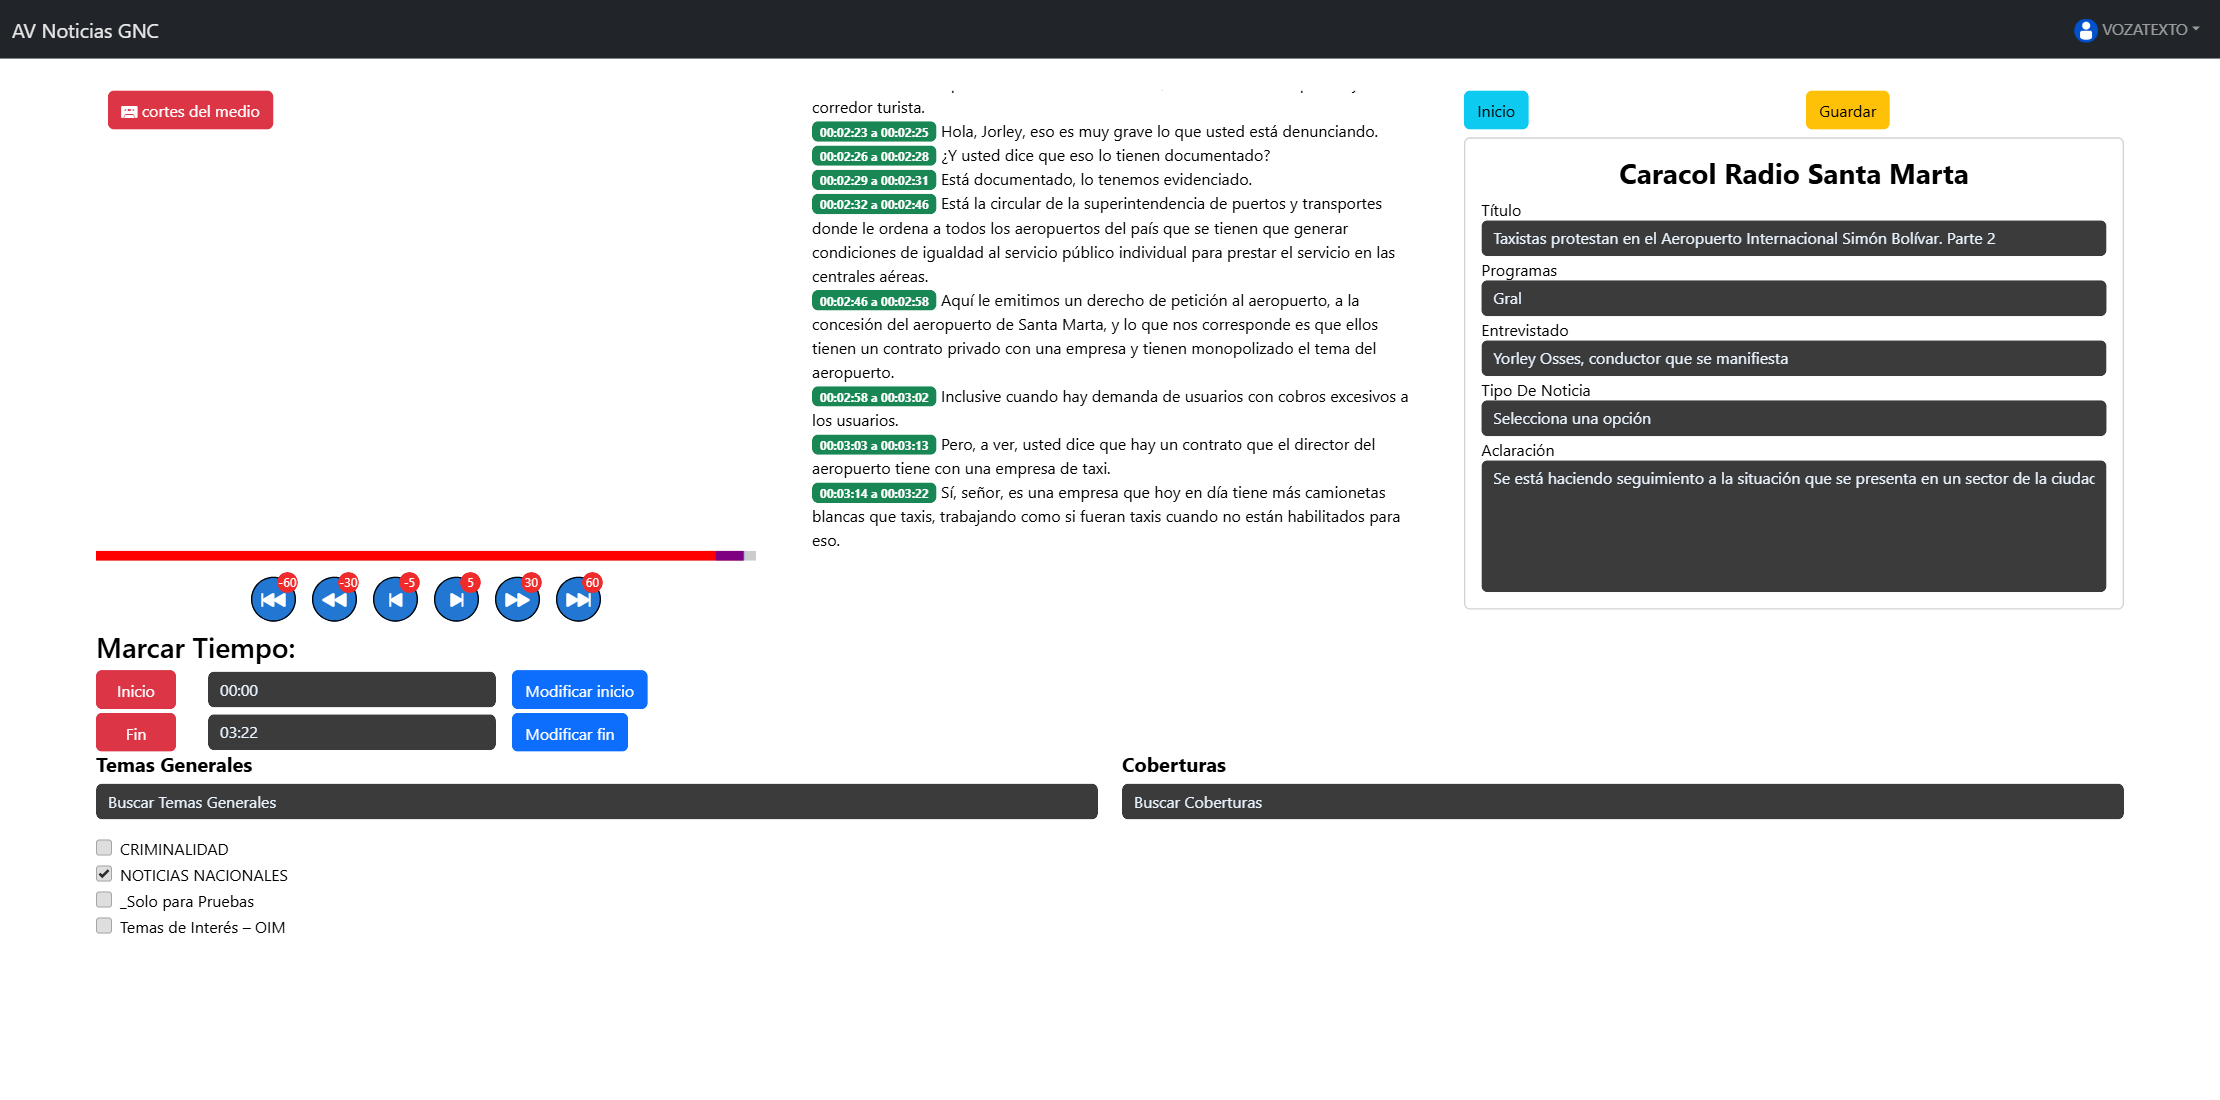 AV Noticias GNC
VOZATEXTO
cortes del medio
corredor turista.
00:02:23 a 00:02:25 Hola, Jorley, eso es muy grave lo que usted está denunciando.
00:02:26 a 00:02:28 ¿Y usted dice que eso lo tienen documentado?
00:02:29 a 00:02:31 Está documentado, lo tenemos evidenciado.
00:02:32 a 00:02:46 Está la circular de la superintendencia de puertos y transportes
donde le ordena a todos los aeropuertos del país que se tienen que generar
condiciones de igualdad al servicio público individual para prestar el servicio en las
centrales aéreas.
00:02:46 a 00:02:58 Aquí le emitimos un derecho de petición al aeropuerto, a la
concesión del aeropuerto de Santa Marta, y lo que nos corresponde es que ellos
tienen un contrato privado con una empresa y tienen monopolizado el tema del
aeropuerto.
00:02:58 a 00:03:02 Inclusive cuando hay demanda de usuarios con cobros excesivos a
los usuarios.
00:03:03 a 00:03:13 Pero, a ver, usted dice que hay un contrato que el director del
aeropuerto tiene con una empresa de taxi.
00:03:14 a 00:03:22 Sí, señor, es una empresa que hoy en día tiene más camionetas
blancas que taxis, trabajando como si fueran taxis cuando no están habilitados para
eso.
Inicio
Guardar
Caracol Radio Santa Marta
Título
Taxistas protestan en el Aeropuerto Internacional Simón Bolívar. Parte 2
Programas
Gral
Entrevistado
Yorley Osses, conductor que se manifiesta
Tipo De Noticia
Selecciona una opción
Aclaración
Se está haciendo seguimiento a la situación que se presenta en un sector de la ciudac
-60
-30
-5
5
30
60
Marcar Tiempo:
Inicio 00:00 Modificar inicio
Fin 03:22 Modificar fin
Temas Generales
Buscar Temas Generales
CRIMINALIDAD
NOTICIAS NACIONALES
_Solo para Pruebas
Temas de Interés – OIM
Coberturas
Buscar Coberturas